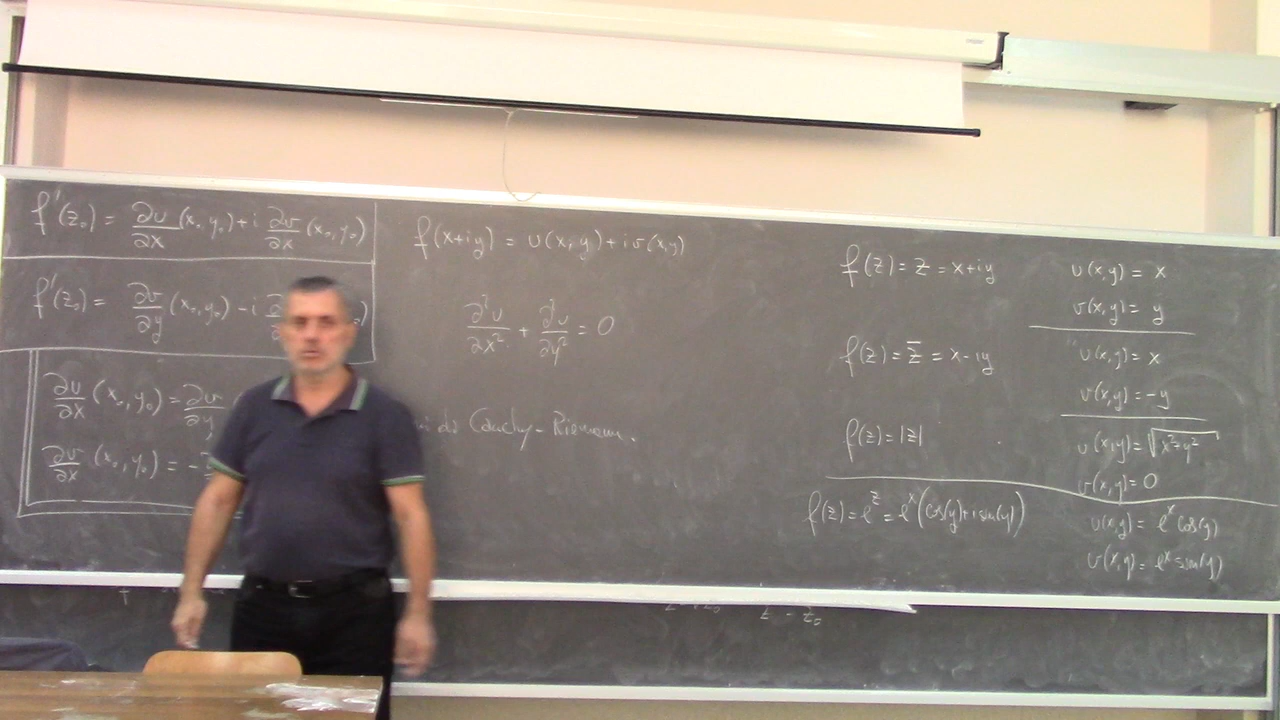 f'(z₀) = ∂u/∂x (x₀, y₀) + i ∂v/∂x (x₀, y₀)
f'(z₀) = ∂v/∂y (x₀, y₀) - i
∂u/∂x (x₀, y₀) = ∂v/∂y
∂v/∂x (x₀, y₀) = -
f(x+iy) = u(x,y) + iv(x,y)
∂²u/∂x² + ∂²u/∂y² = 0
di Cauchy-Riemann.
f(z) = z = x+iy
u(x,y) = x
v(x,y) = y
f(z) = z̅ = x-iy
u(x,y) = x
v(x,y) = -y
f(z) = |z|
u(x,y) = √(x²+y²)
v(x,y) = 0
f(z) = e^z = e^x (cos(y)+i sin(y))
u(x,y) = e^x cos(y)
v(x,y) = e^x sin(y)
z - z₀